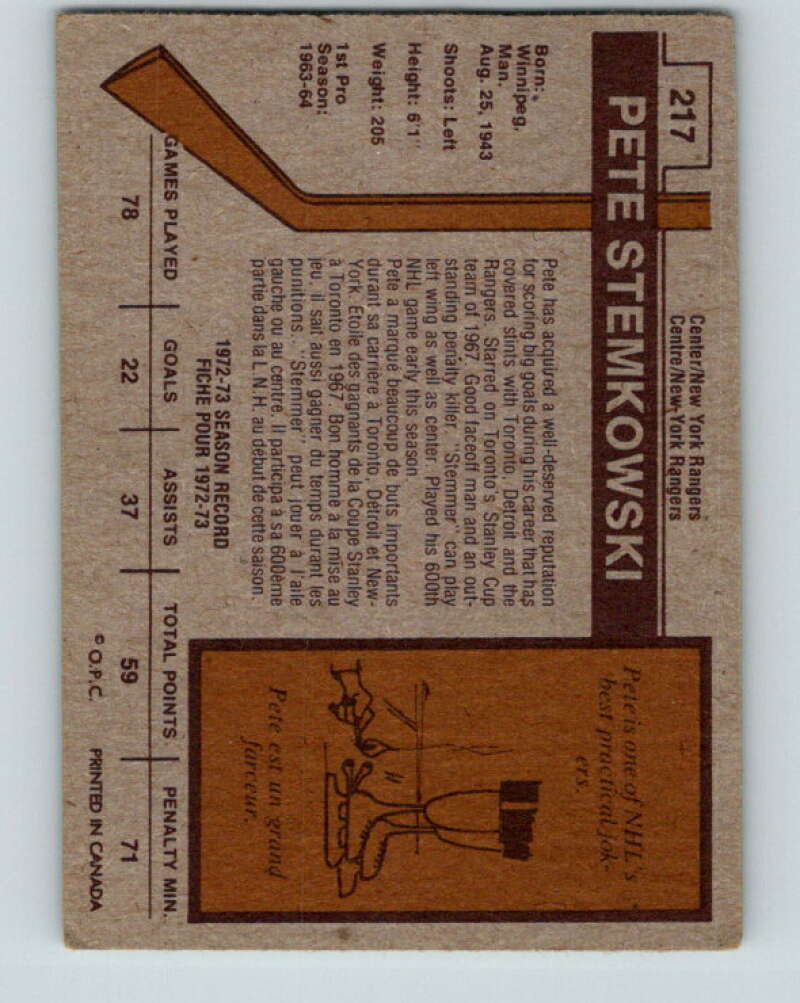 217
PETE STEMKOWSKI
Center/New York Rangers
Centre/New-York Rangers
Born:
Winnipeg,
Man.
Aug. 25, 1943
Shoots: Left
Height: 6'1"
Weight: 205
1st Pro
Season:
1963-64
Pete has acquired a well-deserved reputation
for scoring big goals during his career that has
covered stints with Toronto, Detroit and the
Rangers. Starred on Toronto's Stanley Cup
team of 1967. Good faceoff man and an out-
standing penalty killer. "Stemmer" can play
left wing as well as center. Played his 600th
NHL game early this season.
Pete a marqué beaucoup de buts importants
durant sa carrière à Toronto, Detroit et New-
York. Etoile des gagnants de la Coupe Stanley
à Toronto en 1967. Bon homme à la mise au
jeu, il sait aussi gagner du temps durant les
punitions. "Stemmer" peut jouer à l'aile
gauche ou au centre. Il participa à sa 600ème
partie dans la L.N.H. au début de cette saison.
Pete is one of NHL's
best practical jok-
ers.
Pete est un grand
farceur.
1972-73 SEASON RECORD
FICHE POUR 1972-73
GAMES PLAYED GOALS ASSISTS TOTAL POINTS PENALTY MIN.
78 22 37 59 71
© O.P.C. PRINTED IN CANADA